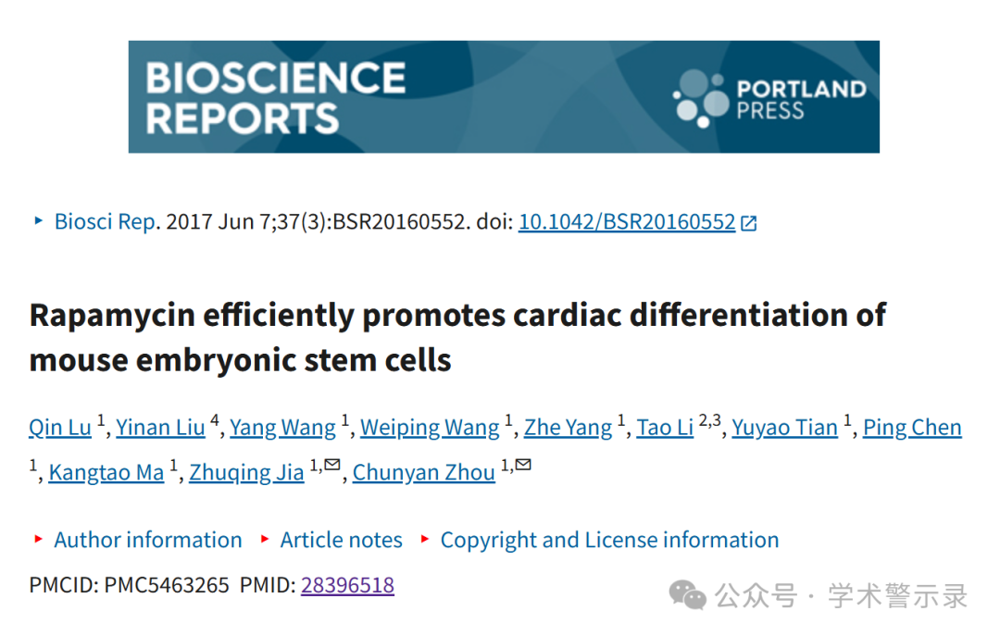 BIOSCIENCE
REPORTS
PORTLAND
PRESS
‣ Biosci Rep. 2017 Jun 7;37(3):BSR20160552. doi: 10.1042/BSR20160552
Rapamycin efficiently promotes cardiac differentiation of
mouse embryonic stem cells
Qin Lu 1, Yinan Liu 4, Yang Wang 1, Weiping Wang 1, Zhe Yang 1, Tao Li 2,3, Yuyao Tian 1, Ping Chen
1, Kangtao Ma 1, Zhuqing Jia 1,✉, Chunyan Zhou 1,✉
‣ Author information ‣ Article notes ‣ Copyright and License information
PMCID: PMC5463265 PMID: 28396518
公众号 · 学术警示录